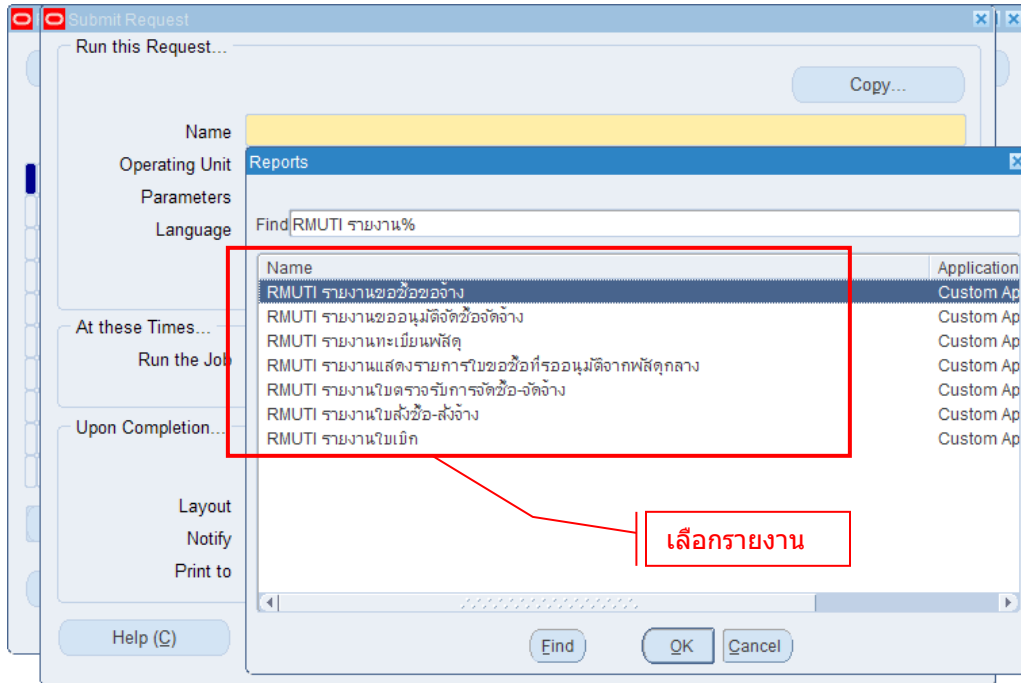 Submit Request
Run this Request...
Copy...
Name
Operating Unit
Parameters
Language
Reports
Find RMUTI รายงาน%
Name Application
RMUTI รายงานขอซื้อขอจ้าง Custom Ap
RMUTI รายงานขออนุมัติจัดซื้อจัดจ้าง Custom Ap
RMUTI รายงานทะเบียนพัสดุ Custom Ap
RMUTI รายงานแสดงรายการใบขอซื้อที่รออนุมัติจากพัสดุกลาง Custom Ap
RMUTI รายงานใบตรวจรับการจัดซื้อ-จัดจ้าง Custom Ap
RMUTI รายงานใบสั่งซื้อ-สั่งจ้าง Custom Ap
RMUTI รายงานใบเบิก Custom Ap
At these Times...
Run the Job
Upon Completion...
Layout
Notify
Print to
เลือกรายงาน
Help (C)
Find OK Cancel